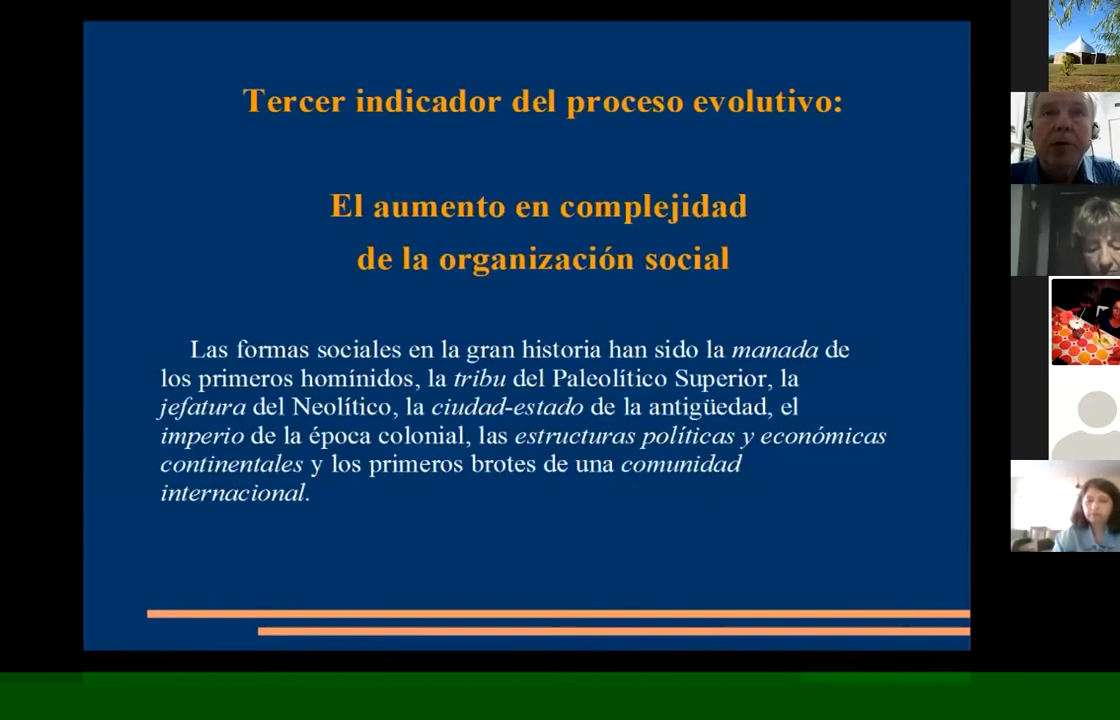 Tercer indicador del proceso evolutivo:
El aumento en complejidad
de la organización social
Las formas sociales en la gran historia han sido la manada de
los primeros homínidos, la tribu del Paleolítico Superior, la
jefatura del Neolítico, la ciudad-estado de la antigüedad, el
imperio de la época colonial, las estructuras políticas y económicas
continentales y los primeros brotes de una comunidad
internacional.